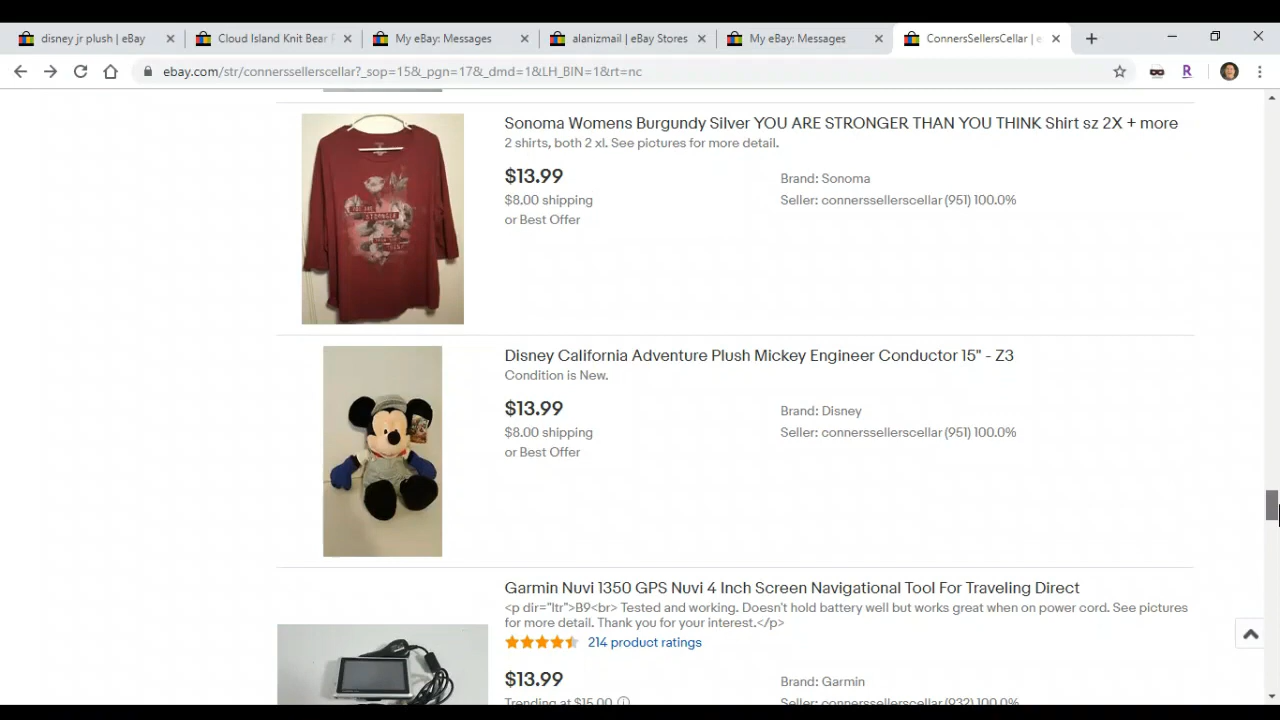 disney jr plush | eBay
Cloud Island Knit Bear
My eBay: Messages
alanizmail | eBay Stores
My eBay: Messages
ConnersSellersCellar | e
ebay.com/str/connerssellerscellar?_sop=15&_pgn=17&_dmd=1&LH_BIN=1&rt=nc
R
Sonoma Womens Burgundy Silver YOU ARE STRONGER THAN YOU THINK Shirt sz 2X + more
2 shirts, both 2 xl. See pictures for more detail.
$13.99
Brand: Sonoma
$8.00 shipping
Seller: connerssellerscellar (951) 100.0%
or Best Offer
YOU ARE
STRONGER
Disney California Adventure Plush Mickey Engineer Conductor 15" - Z3
Condition is New.
$13.99
Brand: Disney
$8.00 shipping
Seller: connerssellerscellar (951) 100.0%
or Best Offer
Garmin Nuvi 1350 GPS Nuvi 4 Inch Screen Navigational Tool For Traveling Direct
<p dir="ltr">B9<br> Tested and working. Doesn't hold battery well but works great when on power cord. See pictures
for more detail. Thank you for your interest.</p>
214 product ratings
$13.99
Brand: Garmin
Trending at $15.00
Seller: connerssellerscellar (932) 100.0%